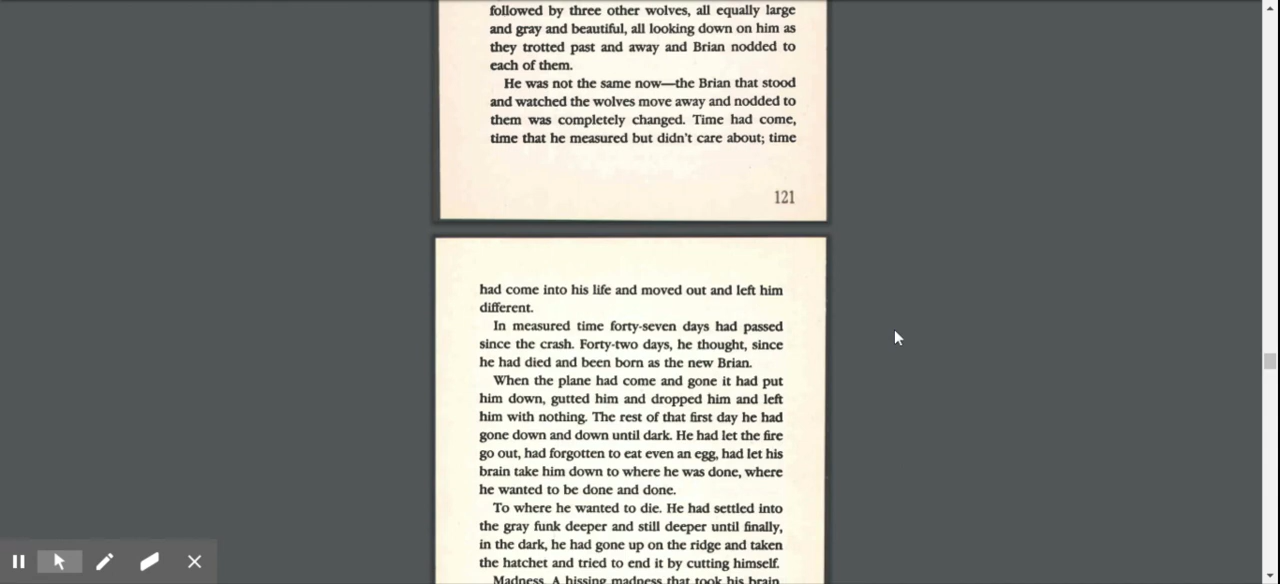 followed by three other wolves, all equally large
and gray and beautiful, all looking down on him as
they trotted past and away and Brian nodded to
each of them.
He was not the same now—the Brian that stood
and watched the wolves move away and nodded to
them was completely changed. Time had come,
time that he measured but didn't care about; time
121
had come into his life and moved out and left him
different.
In measured time forty-seven days had passed
since the crash. Forty-two days, he thought, since
he had died and been born as the new Brian.
When the plane had come and gone it had put
him down, gutted him and dropped him and left
him with nothing. The rest of that first day he had
gone down and down until dark. He had let the fire
go out, had forgotten to eat even an egg, had let his
brain take him down to where he was done, where
he wanted to be done and done.
To where he wanted to die. He had settled into
the gray funk deeper and still deeper until finally,
in the dark, he had gone up on the ridge and taken
the hatchet and tried to end it by cutting himself.
Madness. A hissing madness that took his brain.